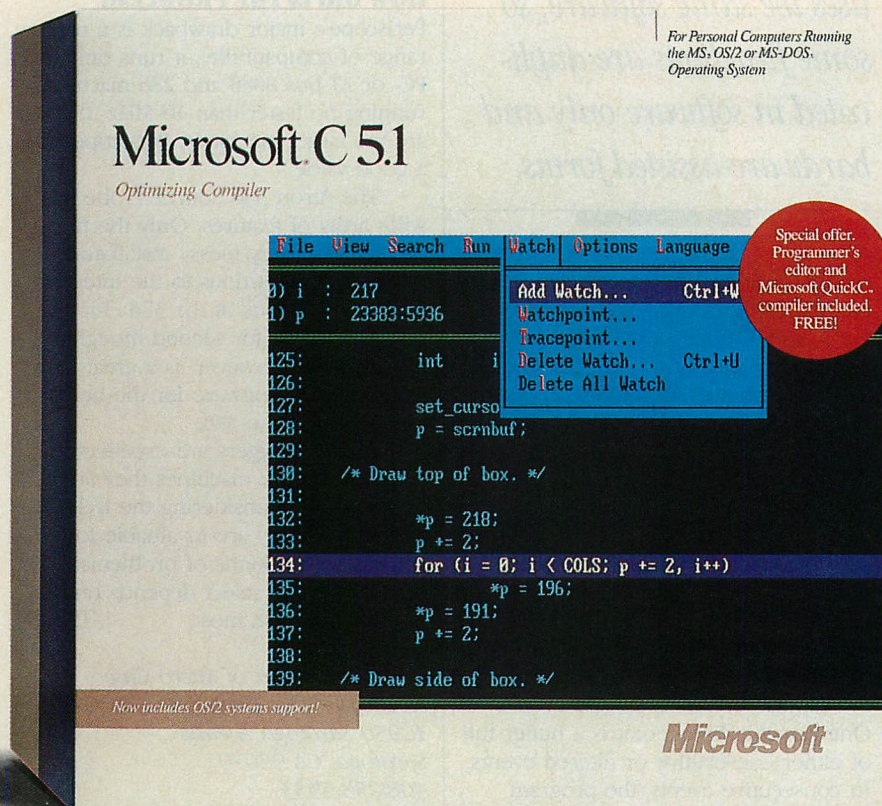 For Personal Computers Running
the MS® OS/2 or MS-DOS®
Operating System
Microsoft® C 5.1
Optimizing Compiler
File View Search Run Watch Options Language
0) i : 217
1) p : 23383:5936
Add Watch... Ctrl+W
Watchpoint...
Tracepoint...
Delete Watch... Ctrl+U
Delete All Watch
Special offer.
Programmer's
editor and
Microsoft QuickC™
compiler included.
FREE!
125: int i
126:
127: set_curso
128: p = scrnbuf;
129:
130: /* Draw top of box. */
131:
132: *p = 218;
133: p += 2;
134: for (i = 0; i < COLS; p += 2, i++)
135: *p = 196;
136: *p = 191;
137: p += 2;
138:
139: /* Draw side of box. */
Now includes OS/2 systems support!
Microsoft